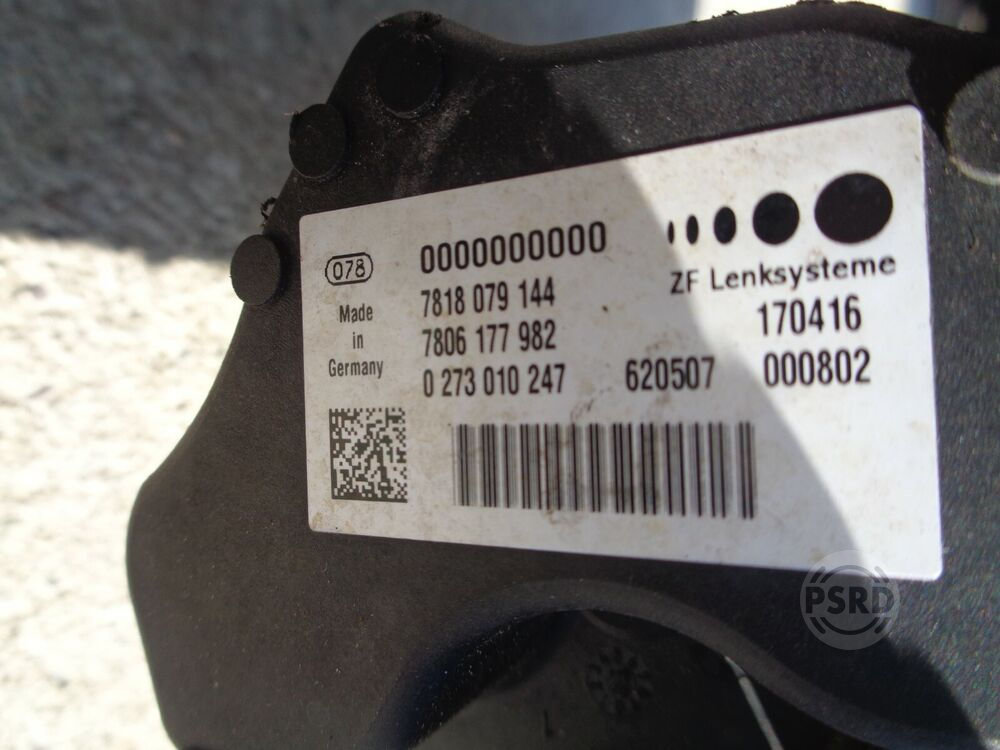 078
Made
in
Germany
0000000000
7818 079 144
7806 177 982
0 273 010 247
620507
ZF Lenksysteme
170416
000802
PSRD